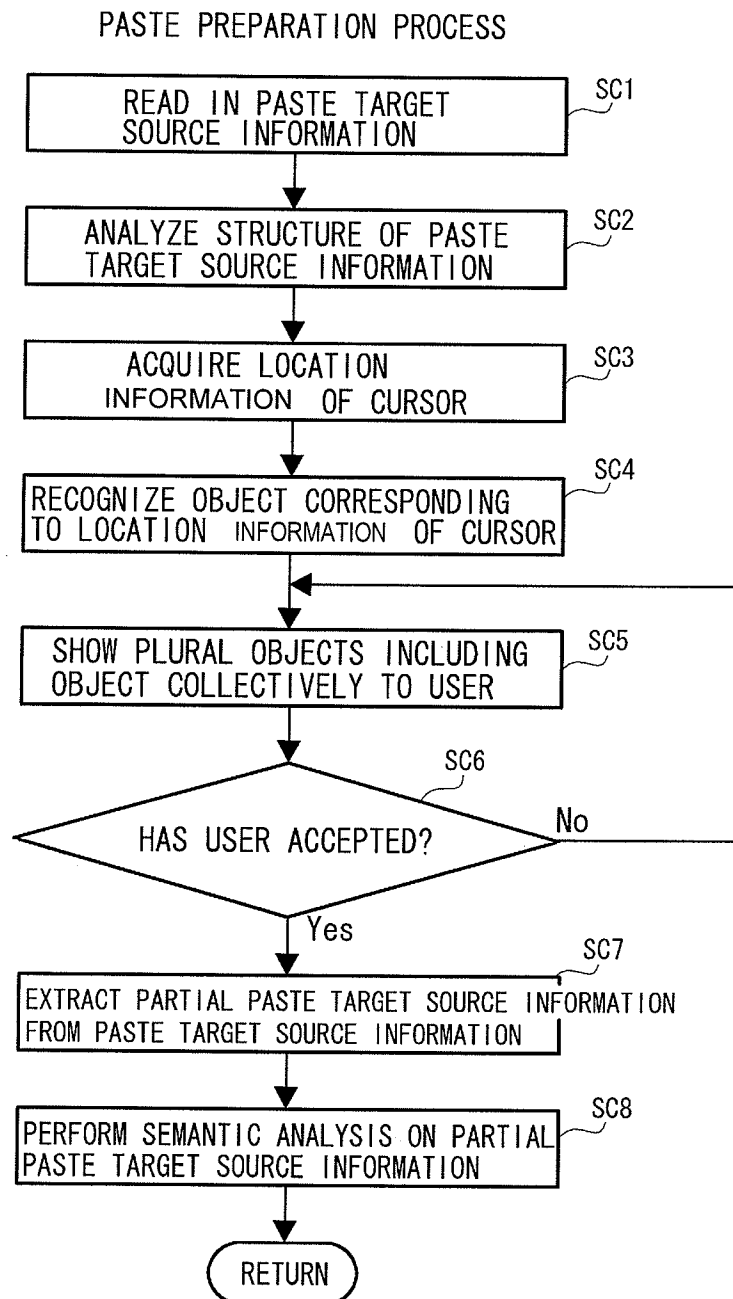 PASTE PREPARATION PROCESS
SC1
READ IN PASTE TARGET
SOURCE INFORMATION
SC2
ANALYZE STRUCTURE OF PASTE
TARGET SOURCE INFORMATION
SC3
ACQUIRE LOCATION
INFORMATION OF CURSOR
SC4
RECOGNIZE OBJECT CORRESPONDING
TO LOCATION INFORMATION OF CURSOR
SC5
SHOW PLURAL OBJECTS INCLUDING
OBJECT COLLECTIVELY TO USER
SC6
HAS USER ACCEPTED?
No
Yes
SC7
EXTRACT PARTIAL PASTE TARGET SOURCE INFORMATION
FROM PASTE TARGET SOURCE INFORMATION
SC8
PERFORM SEMANTIC ANALYSIS ON PARTIAL
PASTE TARGET SOURCE INFORMATION
RETURN